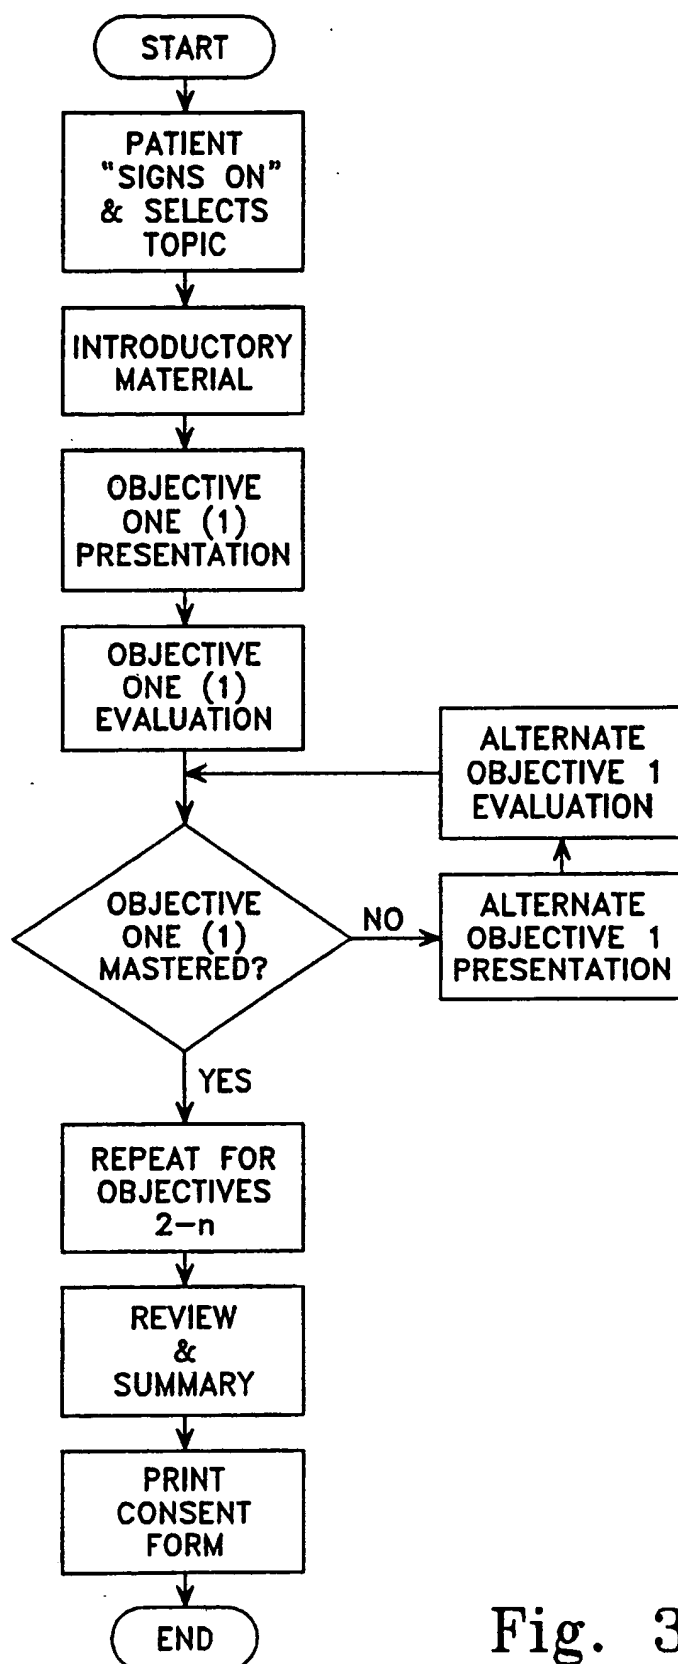 START
PATIENT
"SIGNS ON"
& SELECTS
TOPIC
INTRODUCTORY
MATERIAL
OBJECTIVE
ONE (1)
PRESENTATION
OBJECTIVE
ONE (1)
EVALUATION
ALTERNATE
OBJECTIVE 1
EVALUATION
OBJECTIVE
ONE (1)
MASTERED?
NO
ALTERNATE
OBJECTIVE 1
PRESENTATION
YES
REPEAT FOR
OBJECTIVES
2-n
REVIEW
&
SUMMARY
PRINT
CONSENT
FORM
END
Fig. 3